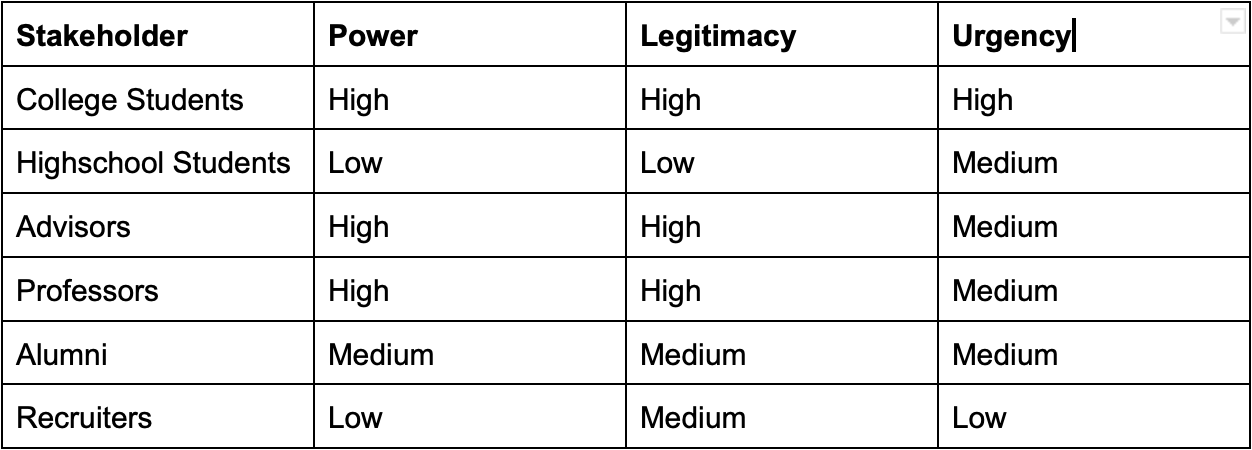 Stakeholder Power Legitimacy Urgency
College Students High High High
Highschool Students Low Low Medium
Advisors High High Medium
Professors High High Medium
Alumni Medium Medium Medium
Recruiters Low Medium Low